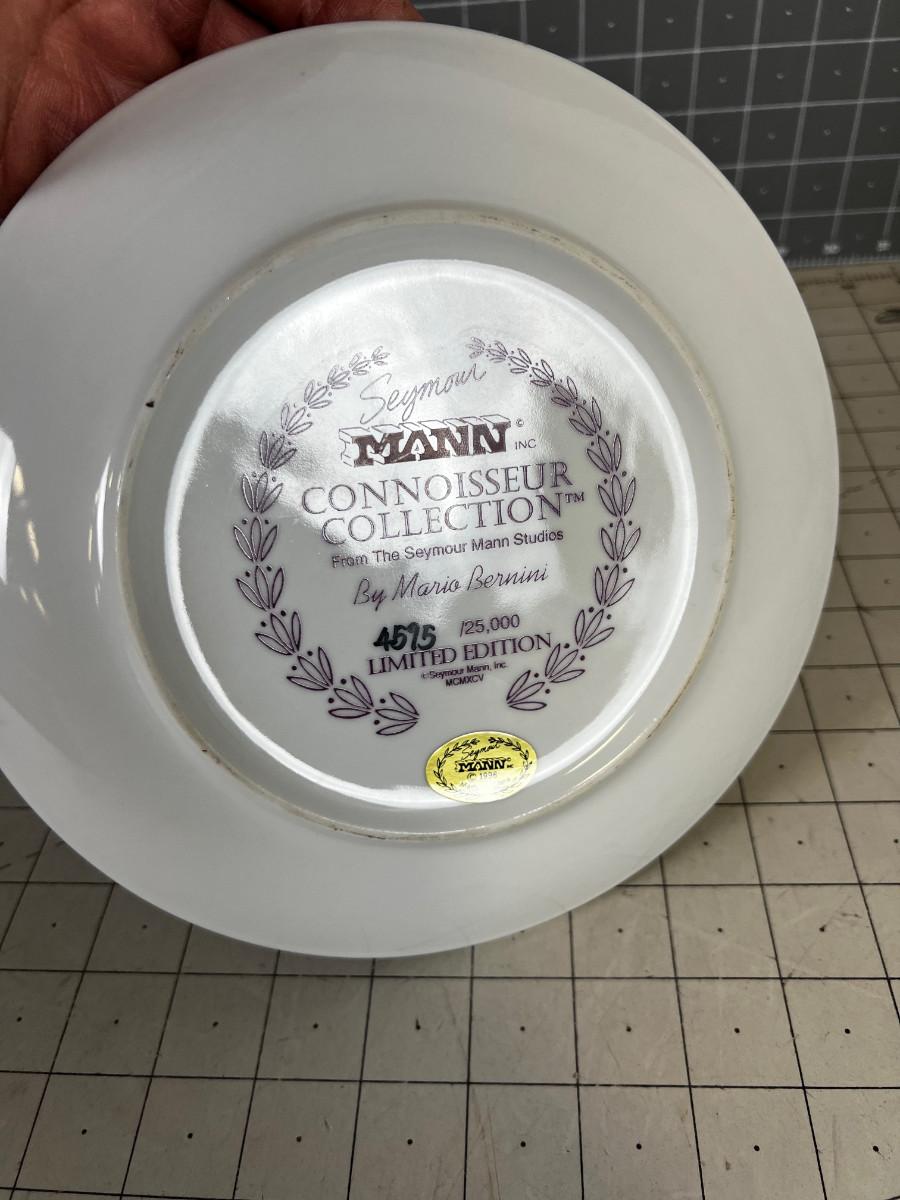 Seymour
MANN © INC
CONNOISSEUR
COLLECTION™
From The Seymour Mann Studios
By Mario Bernini
4595 /25,000
LIMITED EDITION
©Seymour Mann, Inc.
MCMXCV
Seymour
MANN